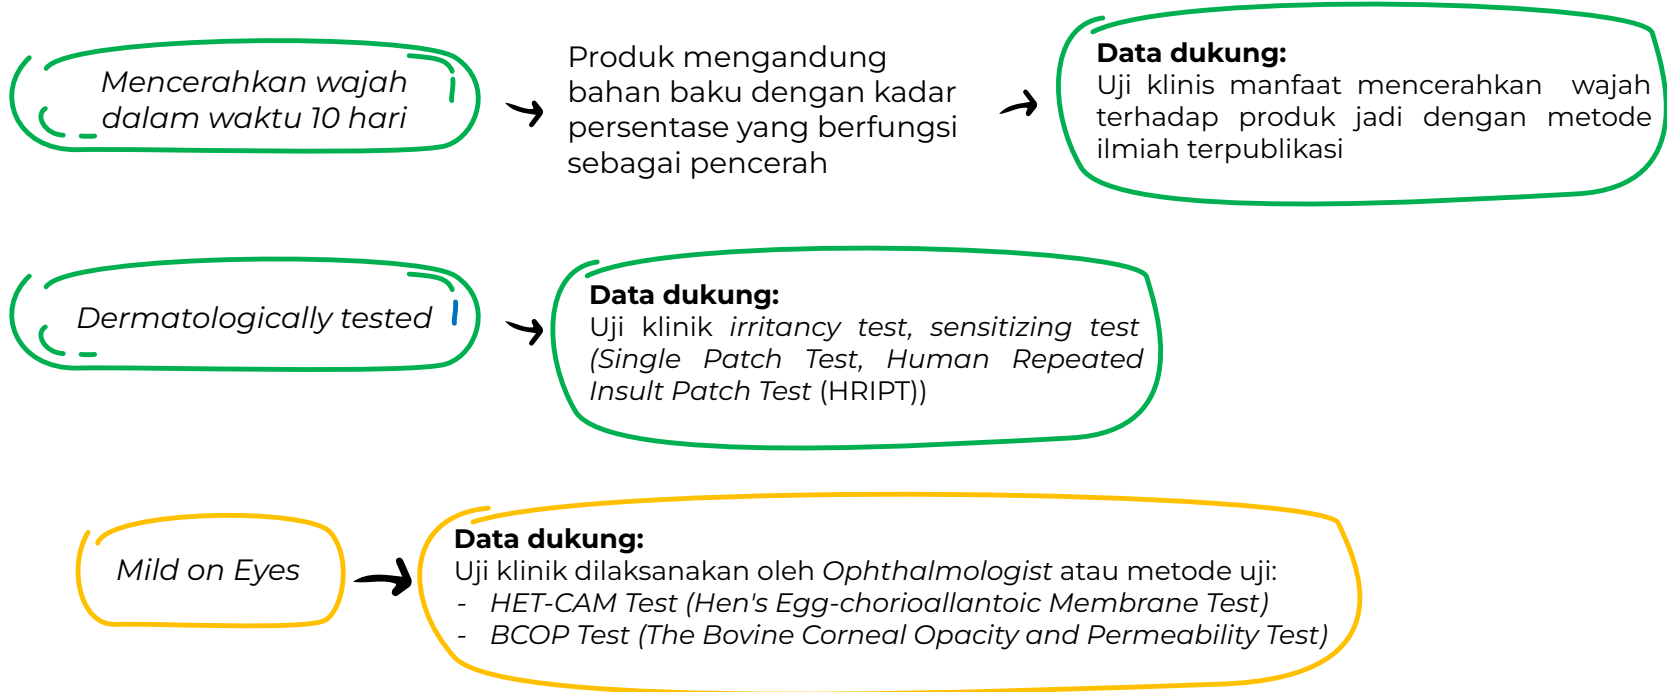 Mencerahkan wajah
dalam waktu 10 hari
Produk mengandung
bahan baku dengan kadar
persentase yang berfungsi
sebagai pencerah
Data dukung:
Uji klinis manfaat mencerahkan wajah
terhadap produk jadi dengan metode
ilmiah terpublikasi
Dermatologically tested
Data dukung:
Uji klinik irritancy test, sensitizing test
(Single Patch Test, Human Repeated
Insult Patch Test (HRIPT))
Mild on Eyes
Data dukung:
Uji klinik dilaksanakan oleh Ophthalmologist atau metode uji:
- HET-CAM Test (Hen's Egg-chorioallantoic Membrane Test)
- BCOP Test (The Bovine Corneal Opacity and Permeability Test)